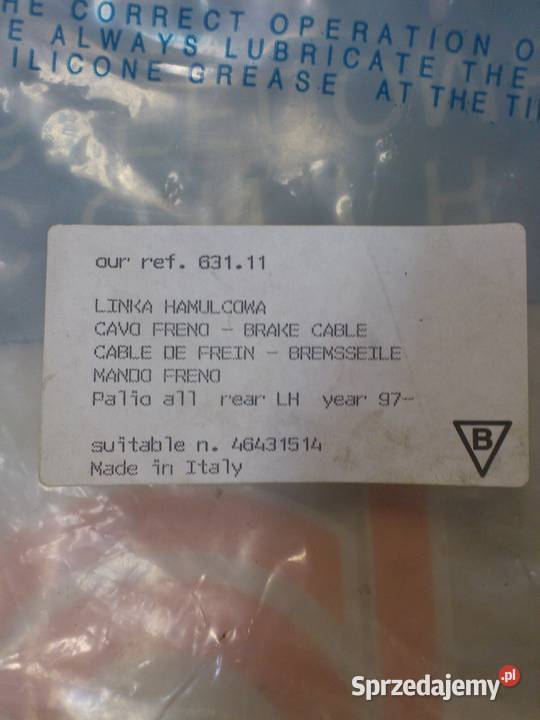 HE CORRECT OPERATION O
E ALWAYS LUBRICATE THE
ILICONE GREASE AT THE TI
our ref. 631.11
LINKA HAMULCOWA
CAVO FRENO - BRAKE CABLE
CABLE DE FREIN - BREMSSEILE
MANDO FRENO
Palio all rear LH year 97-
suitable n. 46431514
Made in Italy
B
Sprzedajemy.pl